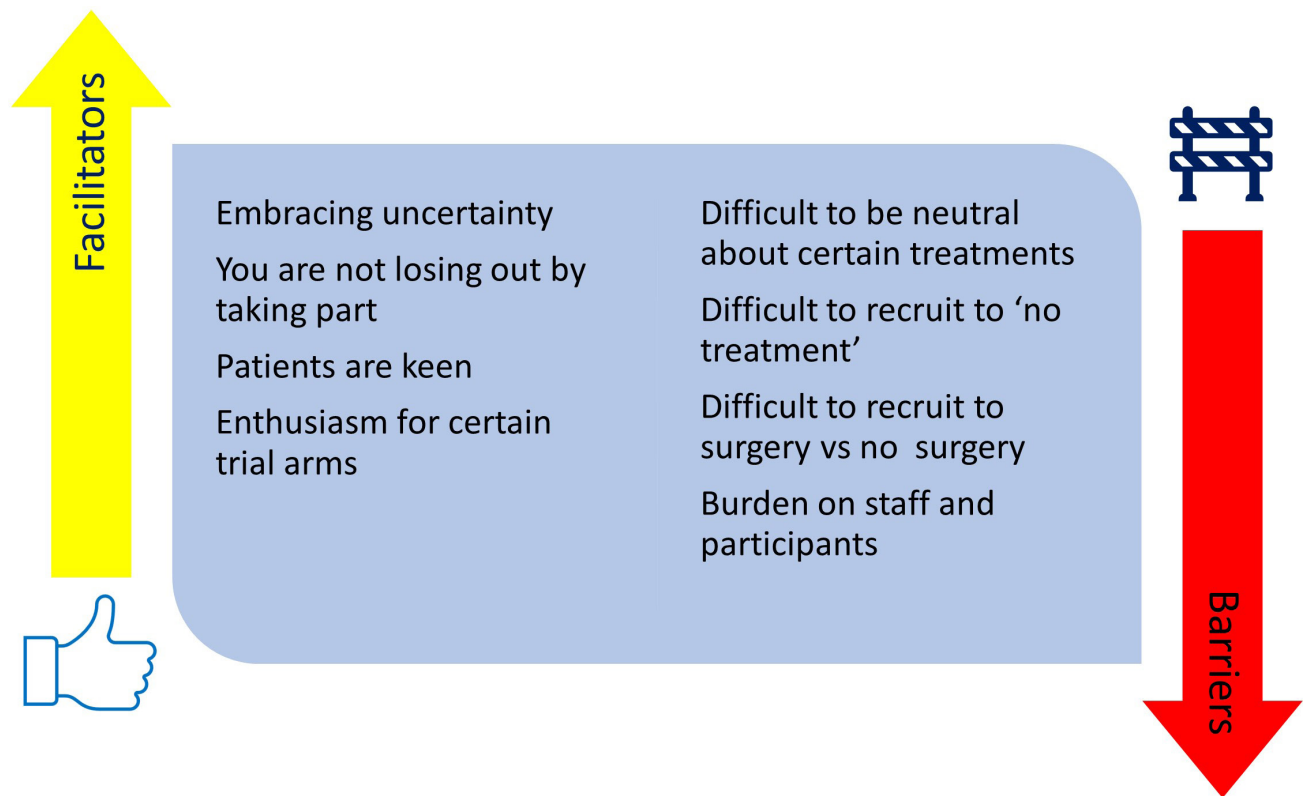 Facilitators
Embracing uncertainty
You are not losing out by
taking part
Patients are keen
Enthusiasm for certain
trial arms
Difficult to be neutral
about certain treatments
Difficult to recruit to ‘no
treatment’
Difficult to recruit to
surgery vs no  surgery
Burden on staff and
participants
Barriers